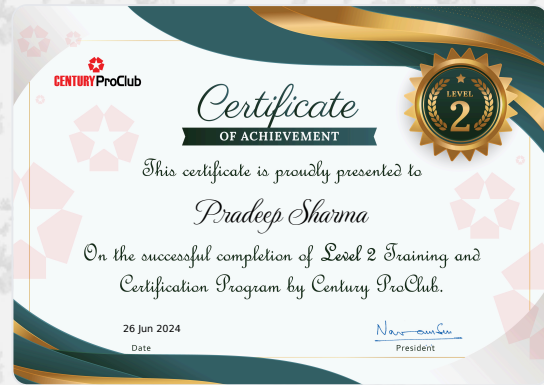 CENTURY ProClub
LEVEL
2
Certificate
OF ACHIEVEMENT
This certificate is proudly presented to
Pradeep Sharma
On the successful completion of Level 2 Training and
Certification Program by Century ProClub.
26 Jun 2024
Date
President